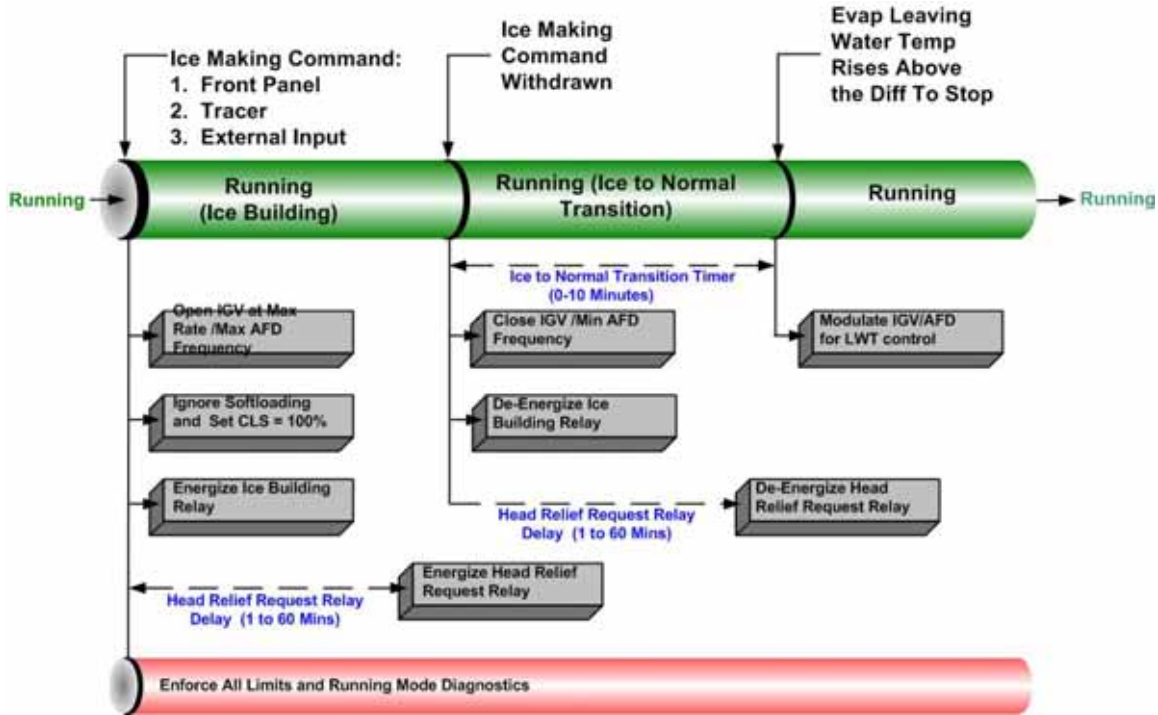 Ice Making Command:
1. Front Panel
2. Tracer
3. External Input
Ice Making
Command
Withdrawn
Evap Leaving
Water Temp
Rises Above
the Diff To Stop
Running
Running
(Ice Building)
Running (Ice to Normal
Transition)
Running
Running
Ice to Normal Transition Timer
(0-10 Minutes)
Open IGV at Max
Rate /Max AFD
Frequency
Close IGV /Min AFD
Frequency
Modulate IGV/AFD
for LWT control
Ignore Softloading
and Set CLS = 100%
De-Energize Ice
Building Relay
Energize Ice Building
Relay
Head Relief Request Relay
Delay (1 to 60 Mins)
De-Energize Head
Relief Request Relay
Head Relief Request Relay
Delay (1 to 60 Mins)
Energize Head Relief
Request Relay
Enforce All Limits and Running Mode Diagnostics